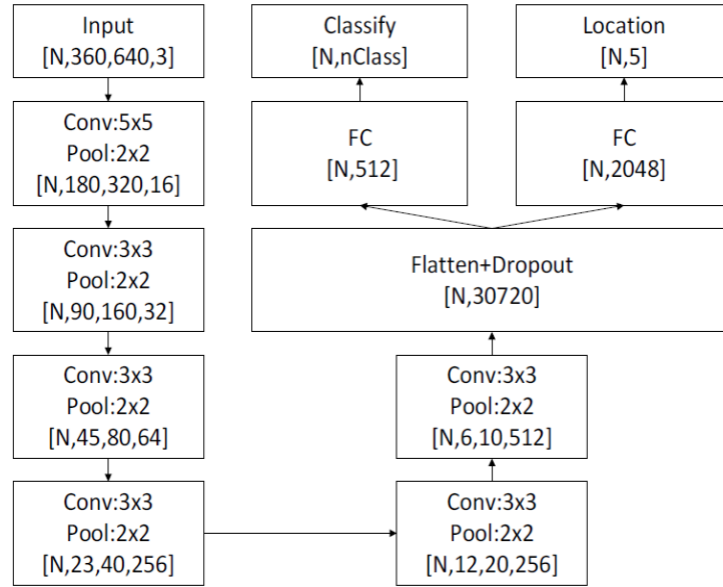 Input
[N,360,640,3]
Conv:5x5
Pool:2x2
[N,180,320,16]
Conv:3x3
Pool:2x2
[N,90,160,32]
Conv:3x3
Pool:2x2
[N,45,80,64]
Conv:3x3
Pool:2x2
[N,23,40,256]
Conv:3x3
Pool:2x2
[N,12,20,256]
Conv:3x3
Pool:2x2
[N,6,10,512]
Flatten+Dropout
[N,30720]
FC
[N,512]
Classify
[N,nClass]
FC
[N,2048]
Location
[N,5]